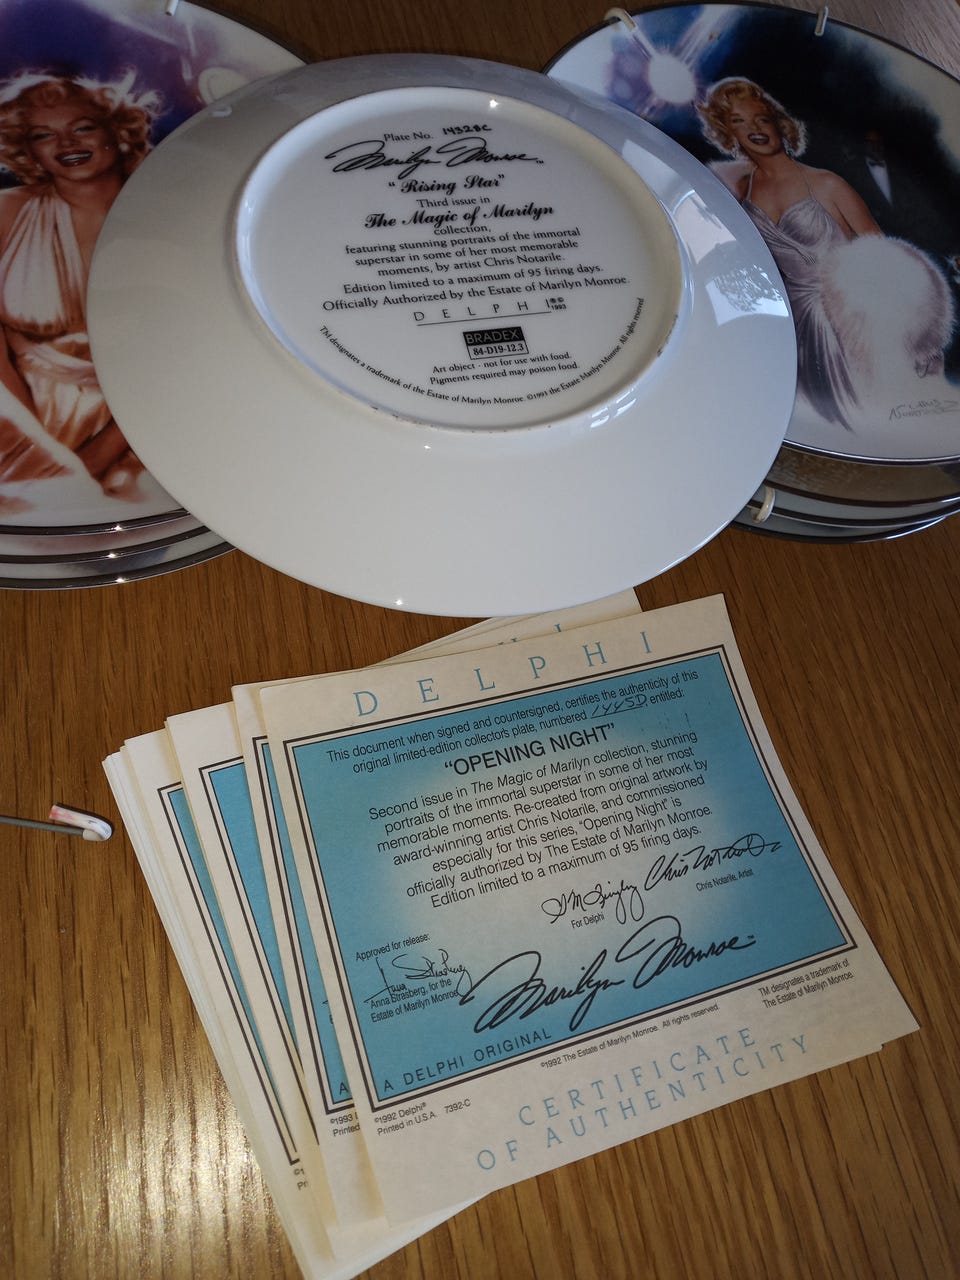 Plate No. 14328C
Marilyn Monroe™
"Rising Star"
Third issue in
The Magic of Marilyn
collection,
featuring stunning portraits of the immortal
superstar in some of her most memorable
moments, by artist Chris Notarile.
Edition limited to a maximum of 95 firing days.
Officially Authorized by the Estate of Marilyn Monroe.
DELPHI®©
1993
BRADEX
84-D19-12.3
Art object - not for use with food.
Pigments required may poison food.
TM designates a trademark of the Estate of Marilyn Monroe. ©1993 the Estate Marilyn Monroe. All rights reserved
DELPHI
This document when signed and countersigned, certifies the authenticity of this
original limited-edition collector's plate, numbered 1445D, entitled:
"OPENING NIGHT"
Second issue in The Magic of Marilyn collection, stunning
portraits of the immortal superstar in some of her most
memorable moments. Re-created from original artwork by
award-winning artist Chris Notarile, and commissioned
especially for this series, "Opening Night" is
officially authorized by The Estate of Marilyn Monroe.
Edition limited to a maximum of 95 firing days.
Chris Notarile
For Delphi
Chris Notarile, Artist
Approved for release:
Anna Strasberg
Anna Strasberg, for the
Estate of Marilyn Monroe
Marilyn Monroe™
A DELPHI ORIGINAL
©1992 The Estate of Marilyn Monroe. All rights reserved.
TM designates a trademark of
The Estate of Marilyn Monroe.
©1992 Delphi®
Printed in U.S.A. 7392-C
CERTIFICATE
OF AUTHENTICITY
A
©1993
Printed